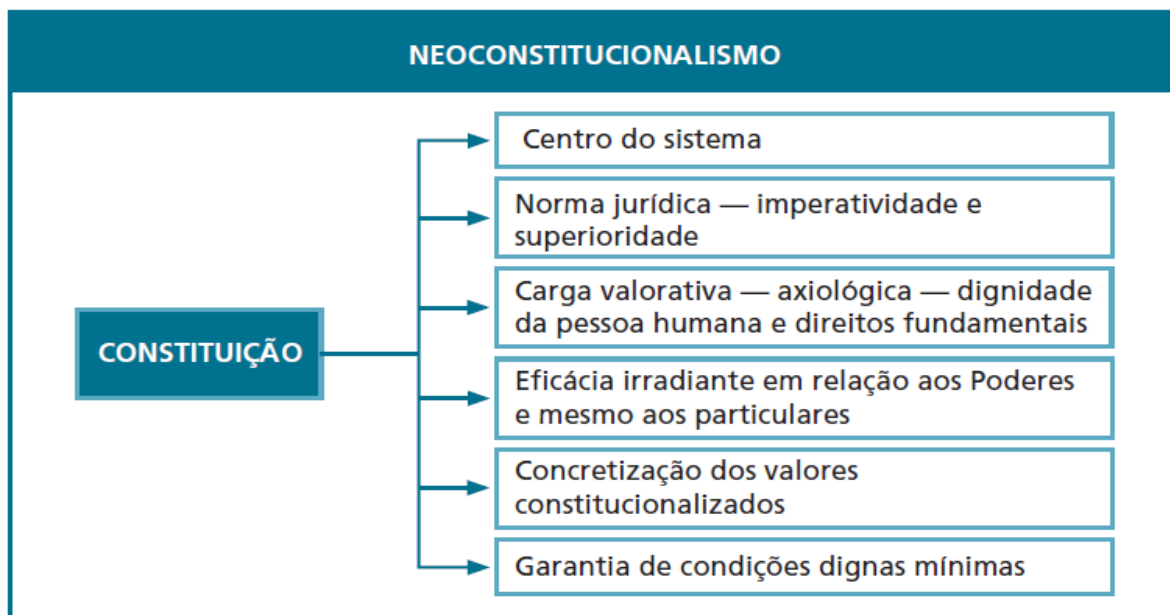 NEOCONSTITUCIONALISMO
CONSTITUIÇÃO
Centro do sistema
Norma jurídica — imperatividade e
superioridade
Carga valorativa — axiológica — dignidade
da pessoa humana e direitos fundamentais
Eficácia irradiante em relação aos Poderes
e mesmo aos particulares
Concretização dos valores
constitucionalizados
Garantia de condições dignas mínimas